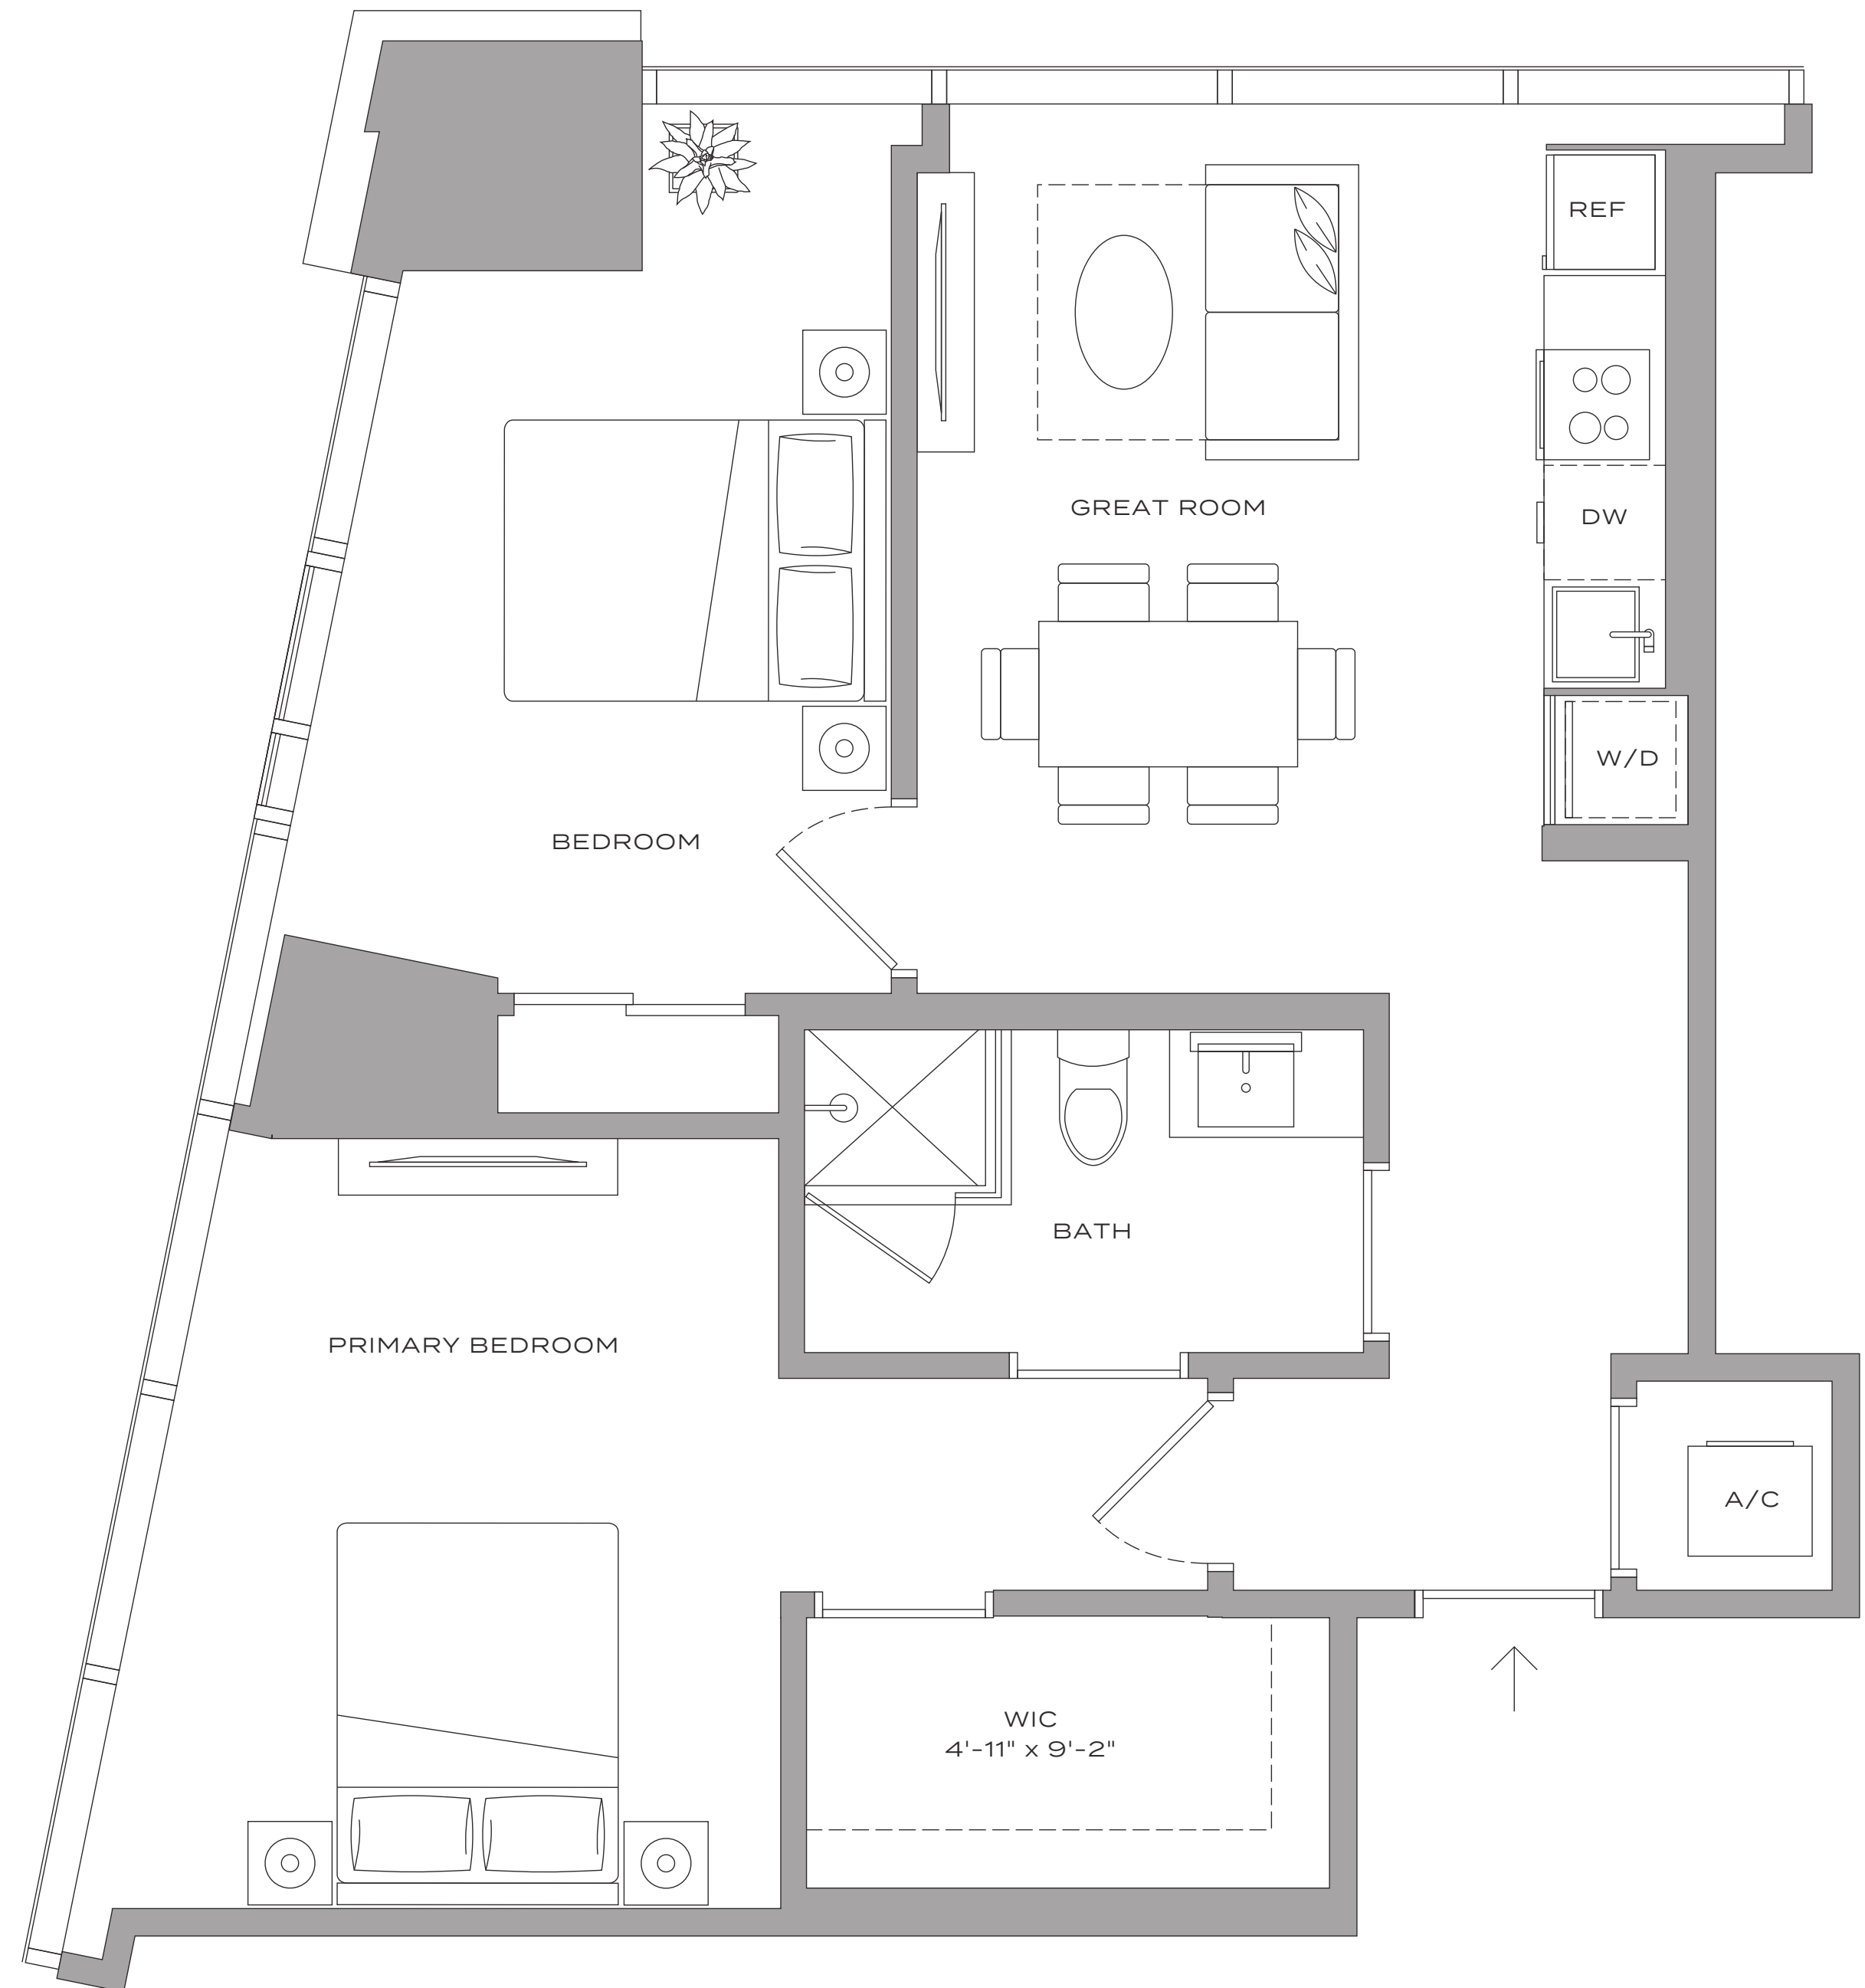 REF
GREAT ROOM
DW
W/D
BEDROOM
BATH
PRIMARY BEDROOM
A/C
WIC
4'-11" x 9'-2"